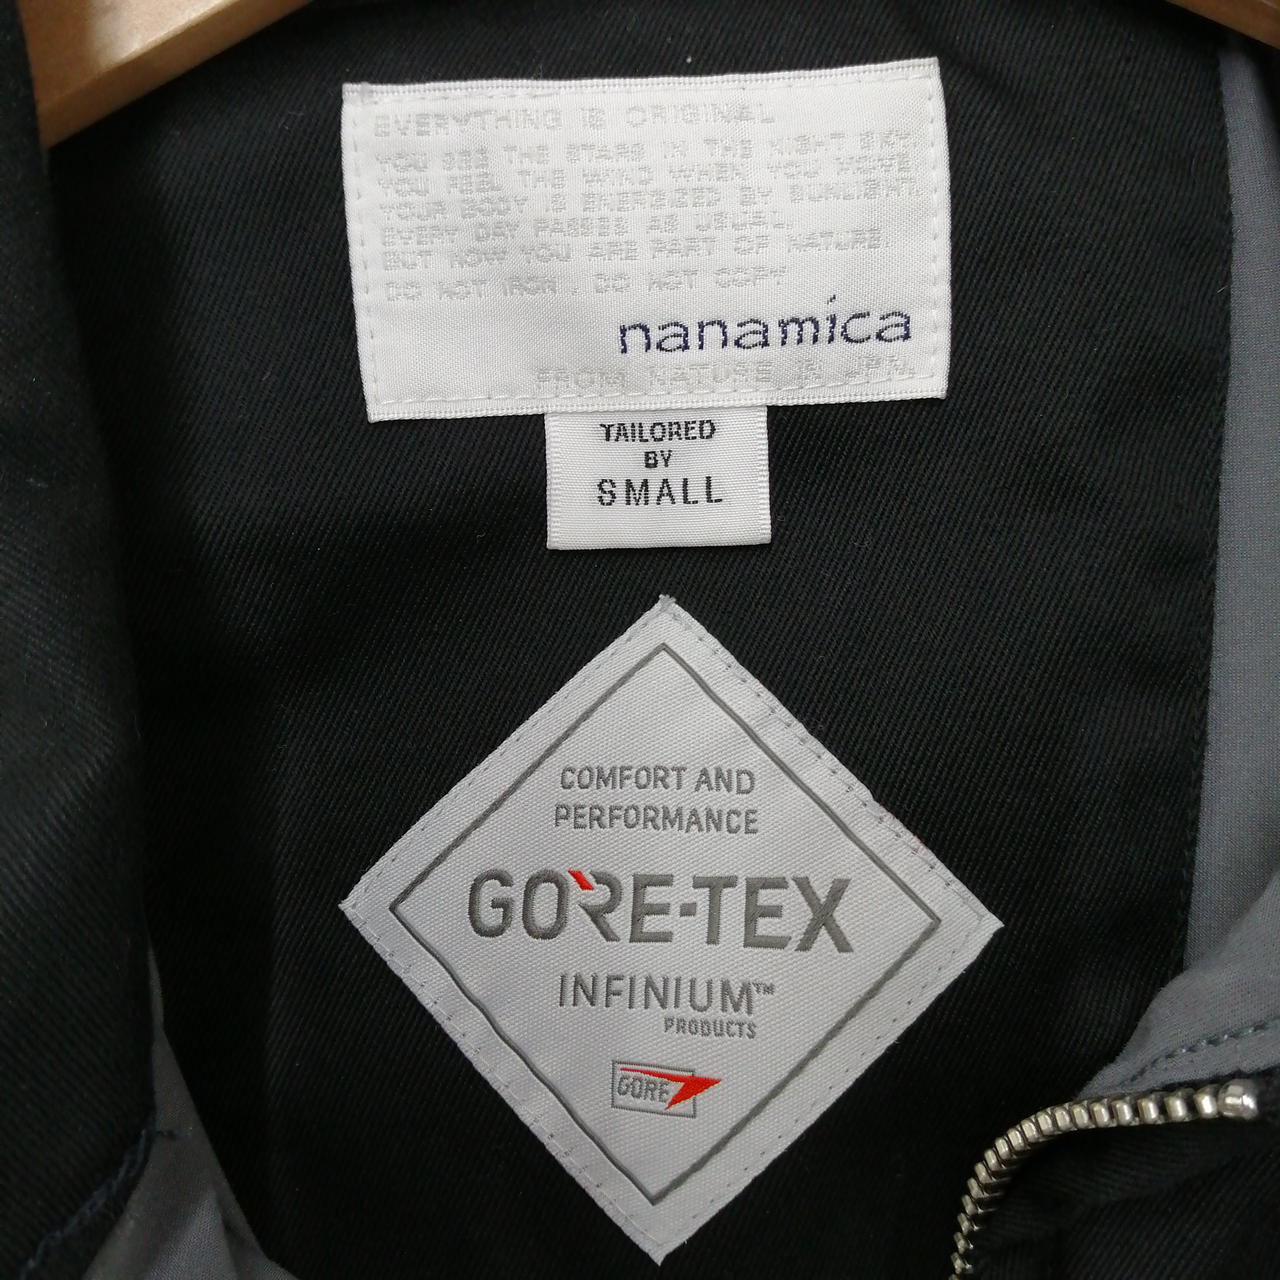 EVERYTHING IS ORIGINAL
YOU SEE THE STARS IN THE NIGHT SKY.
YOU FEEL THE WIND WHEN YOU MOVE.
YOUR BODY IS ENERGIZED BY SUNLIGHT.
EVERY DAY PASSES AS USUAL,
BUT NOW YOU ARE PART OF NATURE.
DO NOT IRON, DO NOT COPY
nanamica
FROM NATURE IN JPN.
TAILORED
BY
SMALL
COMFORT AND
PERFORMANCE
GORE-TEX
INFINIUM™
PRODUCTS
GORE